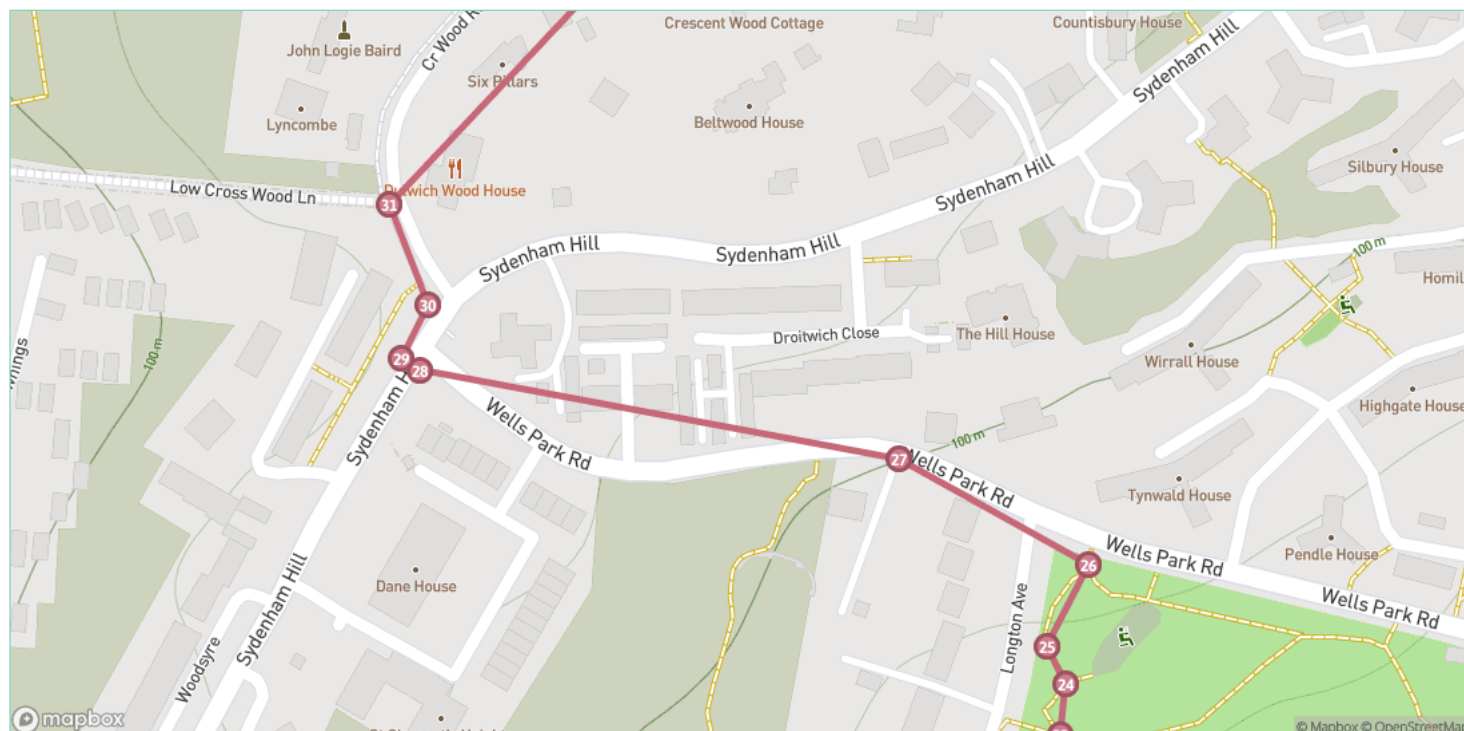 Crescent Wood Cottage
Countisbury House
John Logie Baird
Cr Wood
Six Pillars
Sydenham Hill
Lyncombe
Beltwood House
Silbury House
Low Cross Wood Ln
Dulwich Wood House
31
Sydenham Hill
Sydenham Hill
Sydenham Hill
100 m
30
Droitwich Close
The Hill House
Wirrall House
100 m
29
28
Sydenham
Wells Park Rd
Highgate House
100 m
27
Wells Park Rd
Tynwald House
Wells Park Rd
Pendle House
26
Dane House
Wells Park Rd
Longton Ave
25
Woodsyre
Sydenham Hill
24
mapbox
© Mapbox © OpenStreetMap